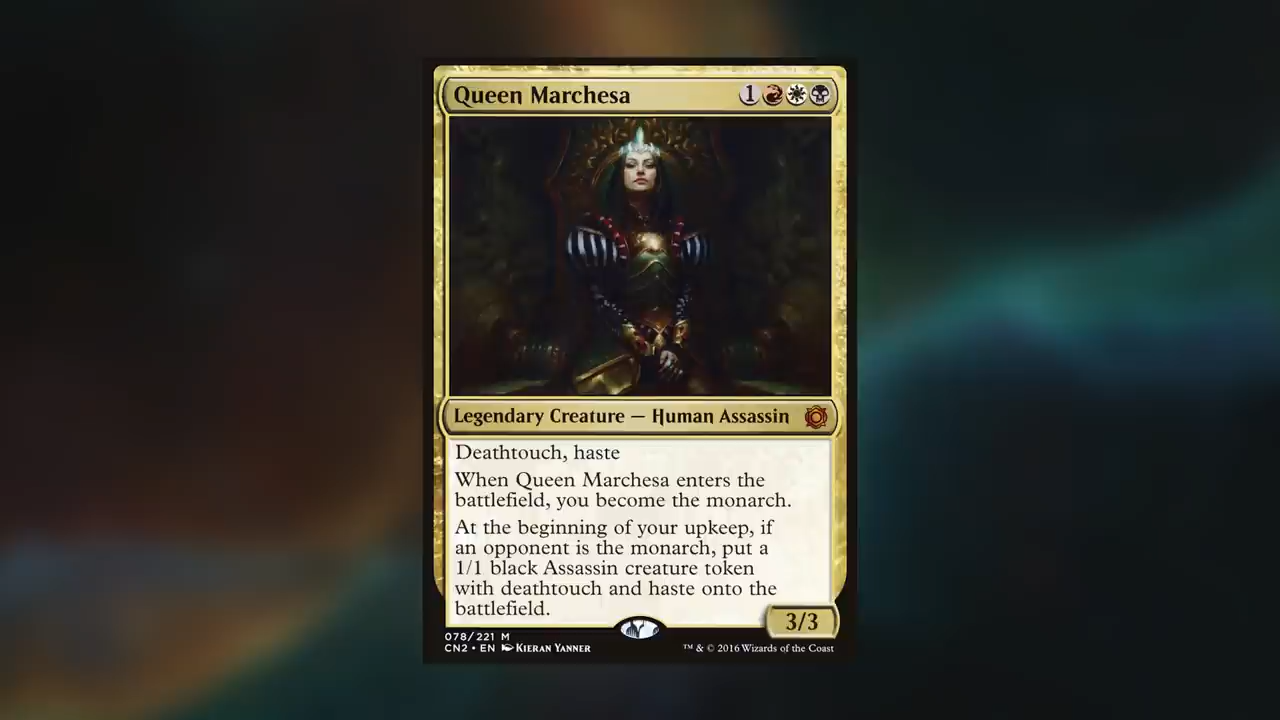 Queen Marchesa 1
Legendary Creature — Human Assassin
Deathtouch, haste
When Queen Marchesa enters the
battlefield, you become the monarch.
At the beginning of your upkeep, if
an opponent is the monarch, put a
1/1 black Assassin creature token
with deathtouch and haste onto the
battlefield.
3/3
078/221 M
CN2 • EN Kieran Yanner
™ & © 2016 Wizards of the Coast